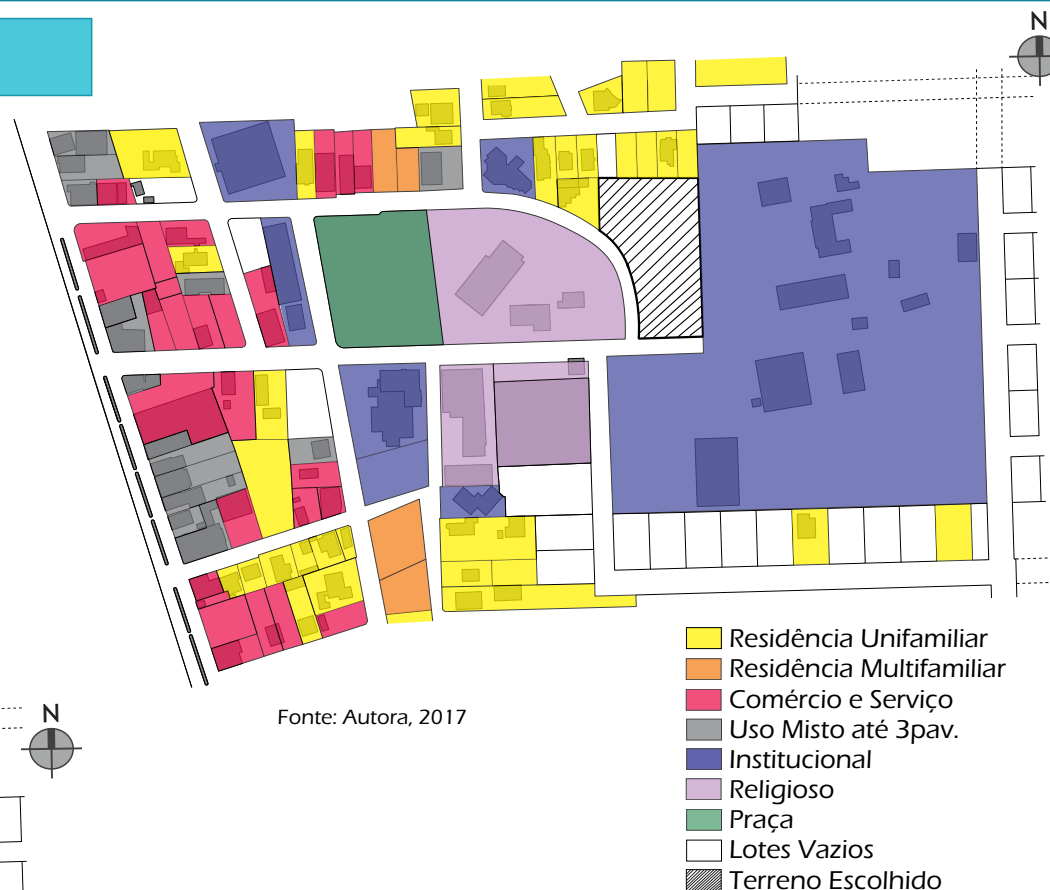 N
N
Fonte: Autora, 2017
Residência Unifamiliar
Residência Multifamiliar
Comércio e Serviço
Uso Misto até 3pav.
Institucional
Religioso
Praça
Lotes Vazios
Terreno Escolhido